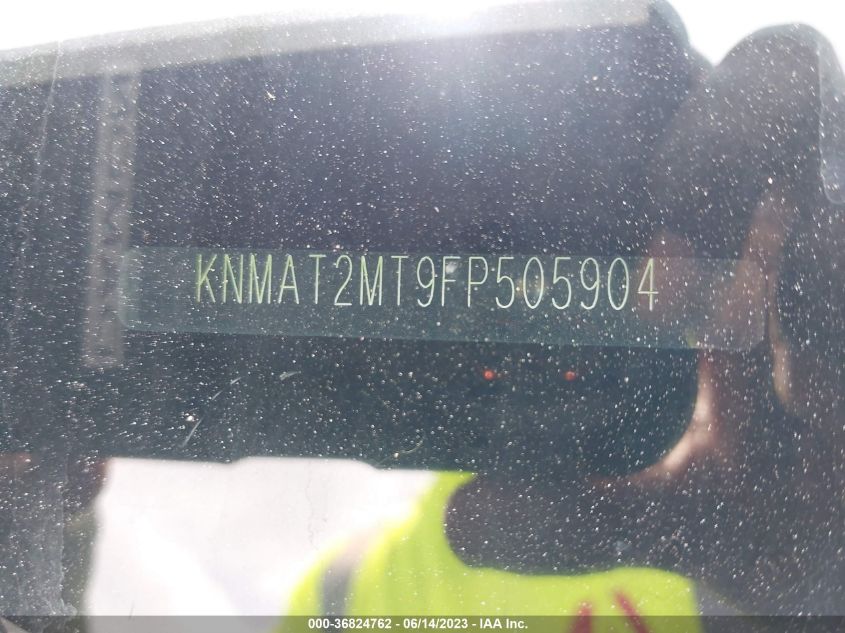 KNMAT2MT9FP505904
000-36824762 - 06/14/2023 - IAA Inc.